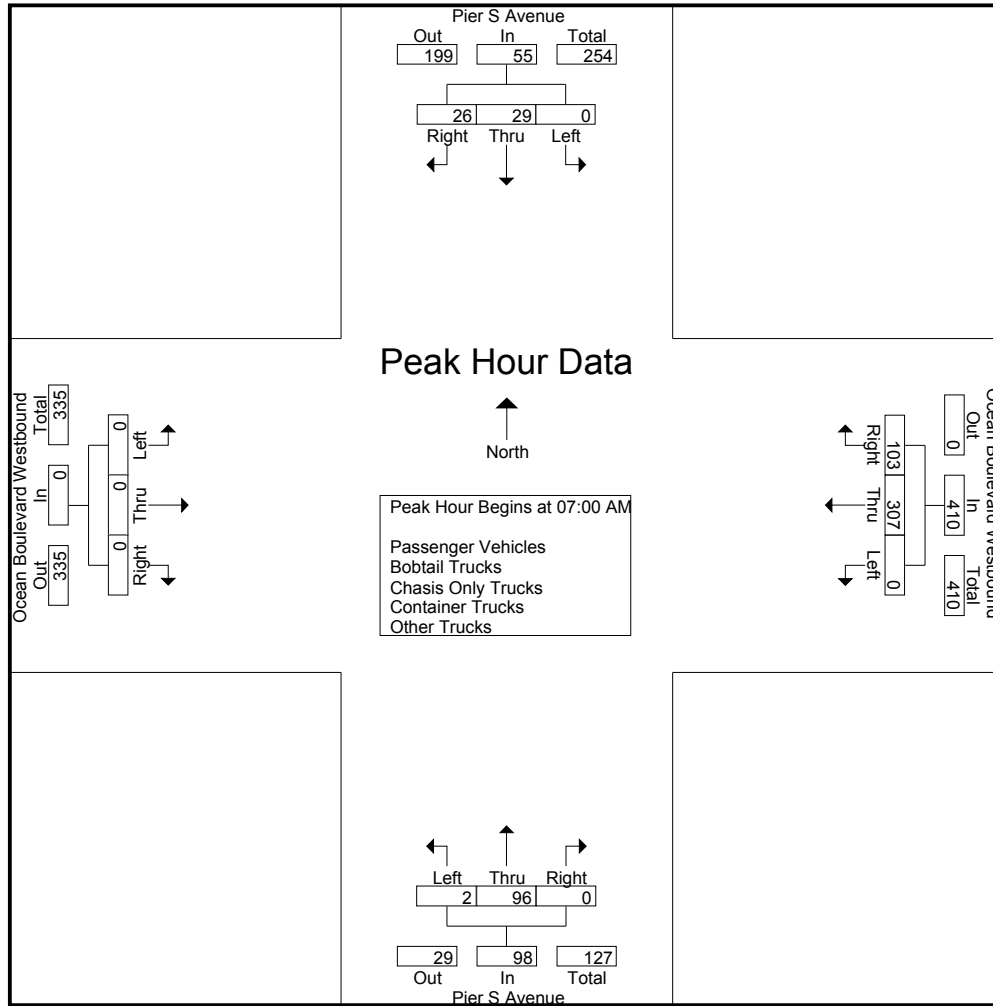 Pier S Avenue
Out In Total
199 55 254
26 29 0
Right Thru Left
Peak Hour Data
North
Peak Hour Begins at 07:00 AM
Passenger Vehicles
Bobtail Trucks
Chasis Only Trucks
Container Trucks
Other Trucks
Ocean Boulevard Westbound
Out In Total
335 0 335
0 0 0
Right Thru Left
Ocean Boulevard Westbound
Out In Total
0 410 410
103 307 0
Right Thru Left
Left Thru Right
2 96 0
29 98 127
Out In Total
Pier S Avenue